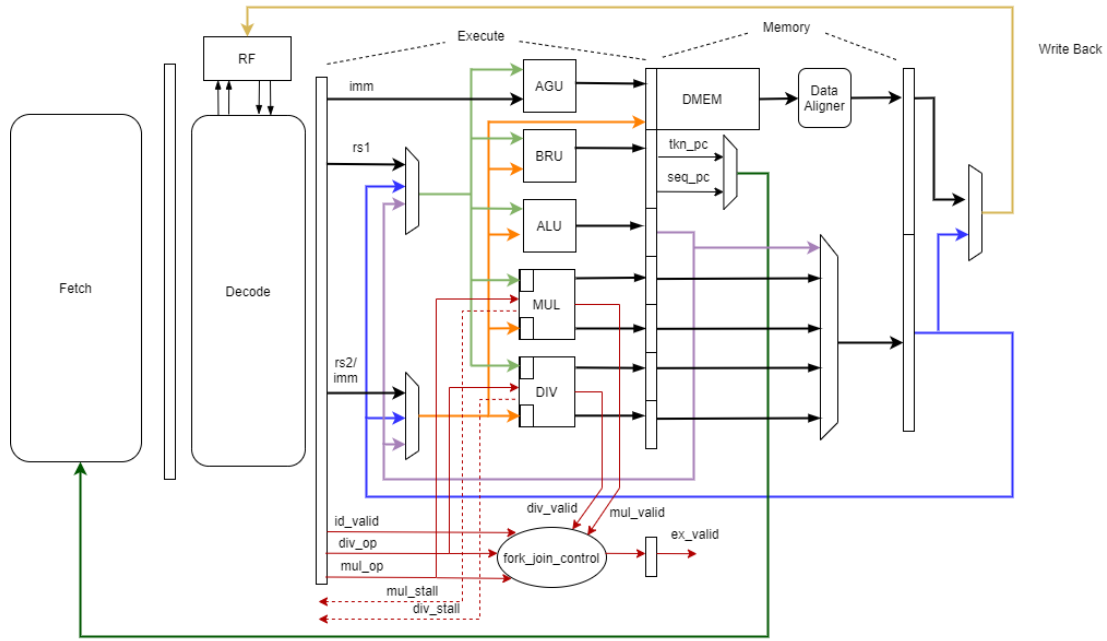 Execute
Memory
Write Back
RF
imm
AGU
DMEM
Data
Aligner
BRU
tkn_pc
rs1
seq_pc
ALU
Fetch
Decode
MUL
rs2/
imm
DIV
div_valid
mul_valid
id_valid
ex_valid
div_op
fork_join_control
mul_op
mul_stall
div_stall